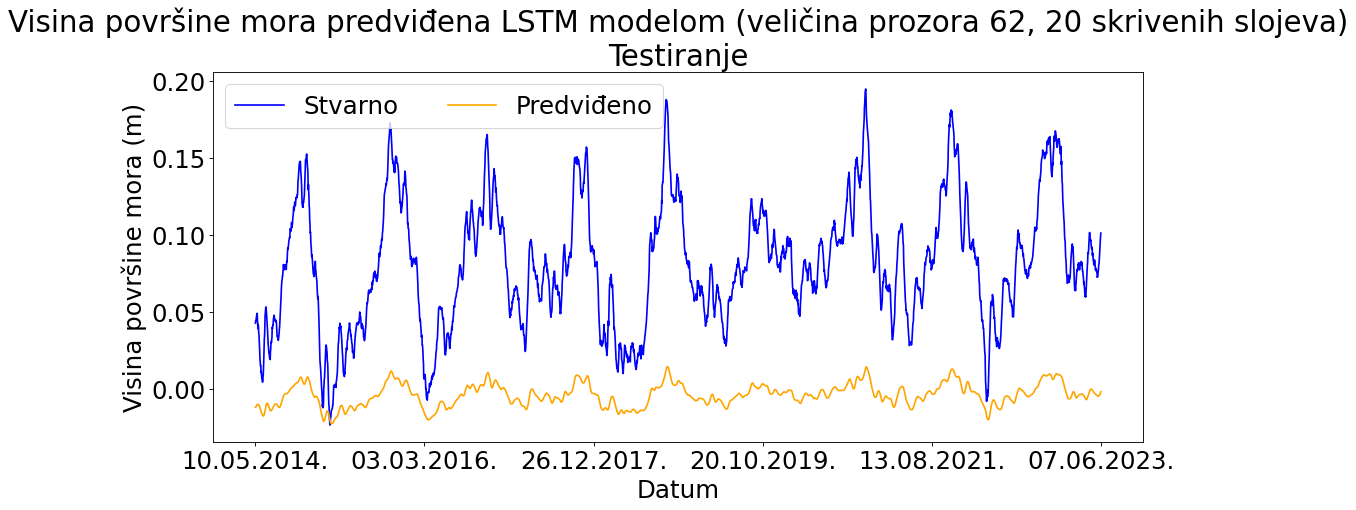 Visina površine mora predviđena LSTM modelom (veličina prozora 62, 20 skrivenih slojeva)
Testiranje
Stvarno Predviđeno
Visina površine mora (m)
0.20
0.15
0.10
0.05
0.00
10.05.2014. 03.03.2016. 26.12.2017. 20.10.2019. 13.08.2021. 07.06.2023.
Datum